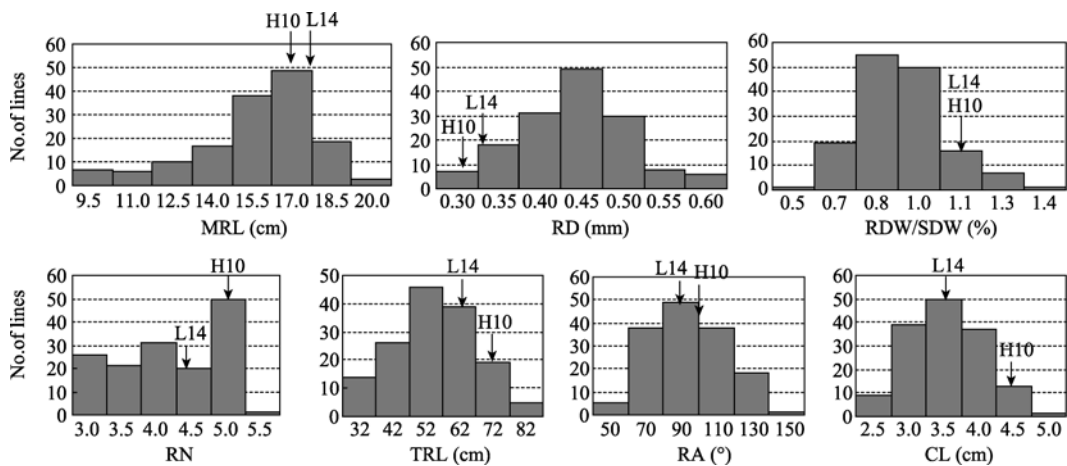 H10 L14
No.of lines
60
50
40
30
20
10
0
9.5 11.0 12.5 14.0 15.5 17.0 18.5 20.0
MRL (cm)
60
50
40
30
20
10
0
L14
H10
0.30 0.35 0.40 0.45 0.50 0.55 0.60
RD (mm)
60
50
40
30
20
10
0
L14
H10
0.5 0.7 0.8 1.0 1.1 1.3 1.4
RDW/SDW (%)
No.of lines
60
50
40
30
20
10
0
H10
L14
3.0 3.5 4.0 4.5 5.0 5.5
RN
50
40
30
20
10
0
L14
H10
32 42 52 62 72 82
TRL (cm)
60
50
40
30
20
10
0
L14 H10
50 70 90 110 130 150
RA (°)
60
50
40
30
20
10
0
L14
H10
2.5 3.0 3.5 4.0 4.5 5.0
CL (cm)